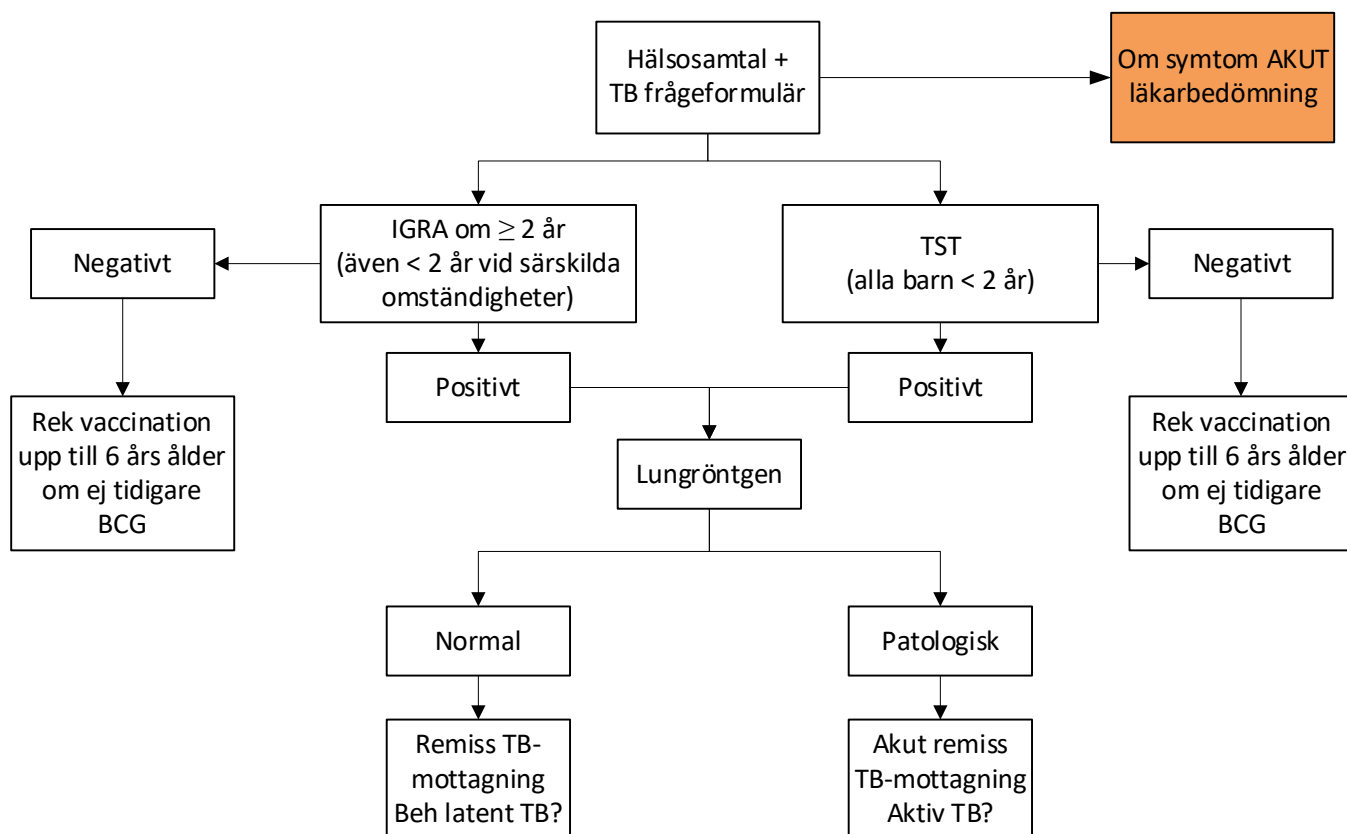 Hälsosamtal +
TB frågeformulär
Om symtom AKUT
läkarbedömning
Negativt
IGRA om ≥ 2 år
(även < 2 år vid särskilda
omständigheter)
TST
(alla barn < 2 år)
Negativt
Positivt
Positivt
Rek vaccination
upp till 6 års ålder
om ej tidigare
BCG
Lungröntgen
Rek vaccination
upp till 6 års ålder
om ej tidigare
BCG
Normal
Patologisk
Remiss TB-
mottagning
Beh latent TB?
Akut remiss
TB-mottagning
Aktiv TB?